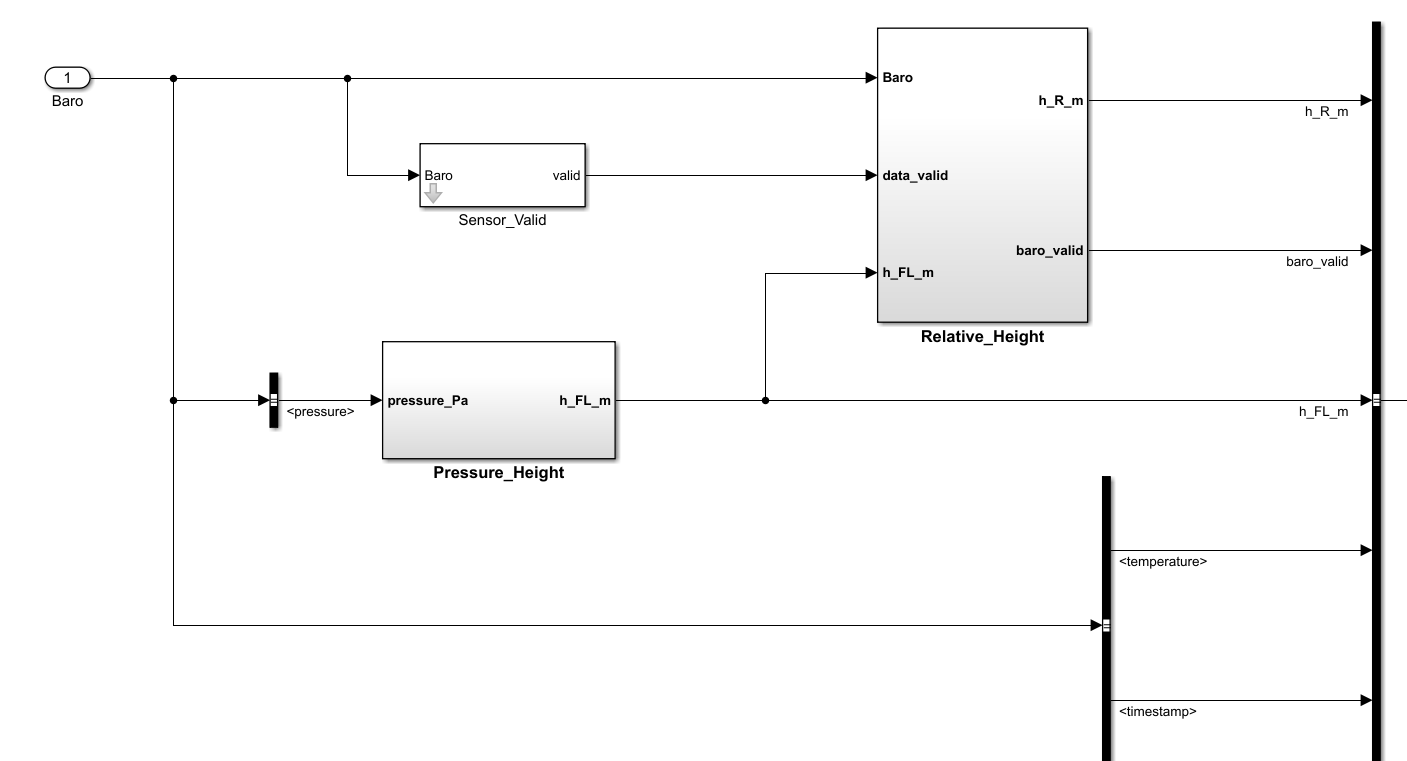 1
Baro
Baro
h_R_m
h_R_m
data_valid
baro_valid
baro_valid
h_FL_m
Relative_Height
Baro
valid
Sensor_Valid
pressure_Pa
h_FL_m
<pressure>
Pressure_Height
h_FL_m
<temperature>
<timestamp>